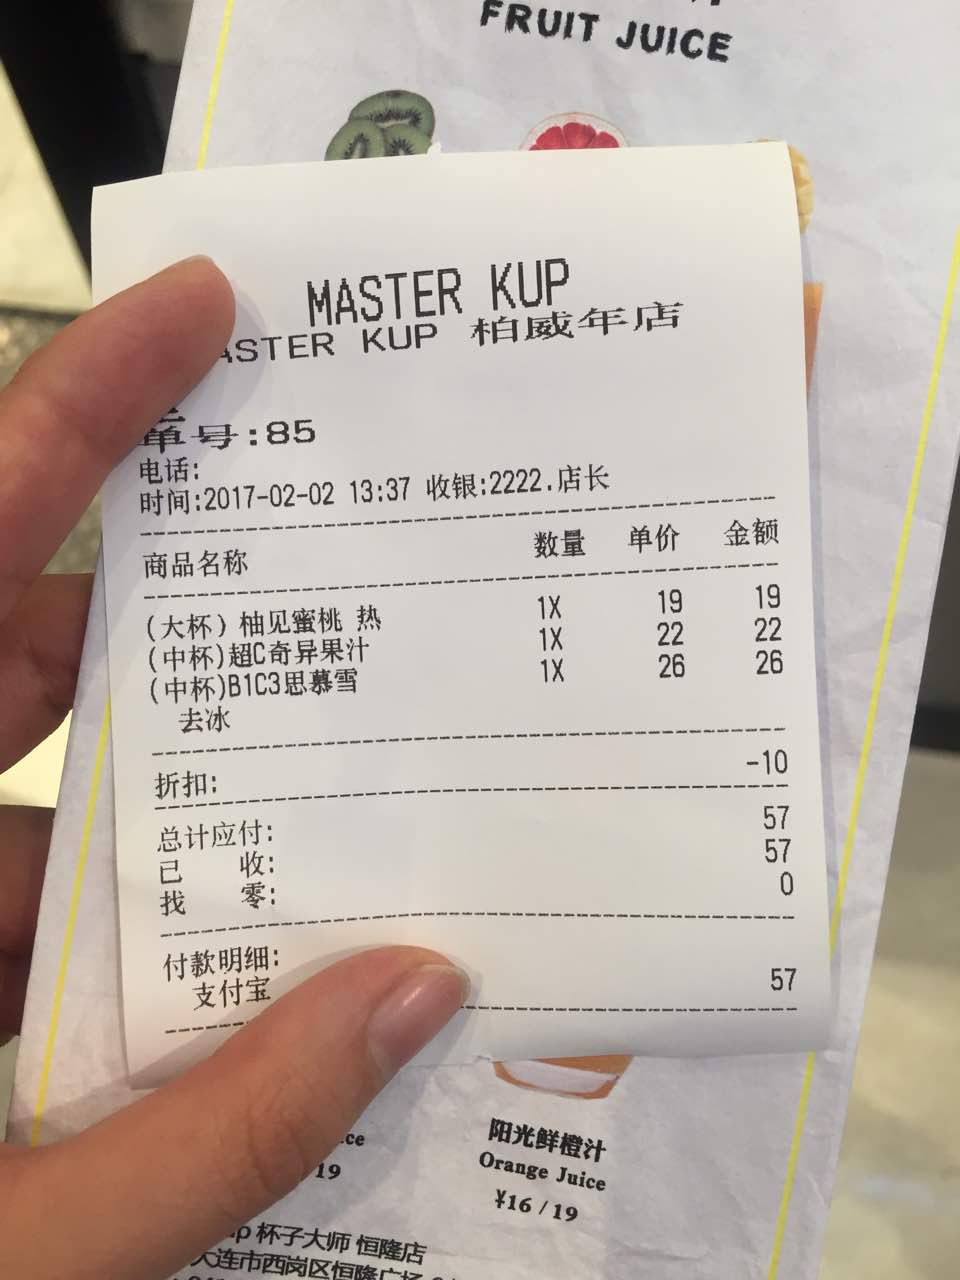 FRUIT JUICE
MASTER KUP
ASTER KUP 柏威年店
单号:85
电话:
时间:2017-02-02 13:37 收银:2222.店长
商品名称 数量 单价 金额
(大杯) 柚见蜜桃 热 1X 19 19
(中杯)超C奇异果汁 1X 22 22
(中杯)B1C3思慕雪 1X 26 26
去冰
折扣: -10
总计应付: 57
已 收: 57
找 零: 0
付款明细:
支付宝 57
阳光鲜橙汁
Orange Juice
¥16 / 19
/ 19
杯子大师 恒隆店
大连市西岗区恒隆广场